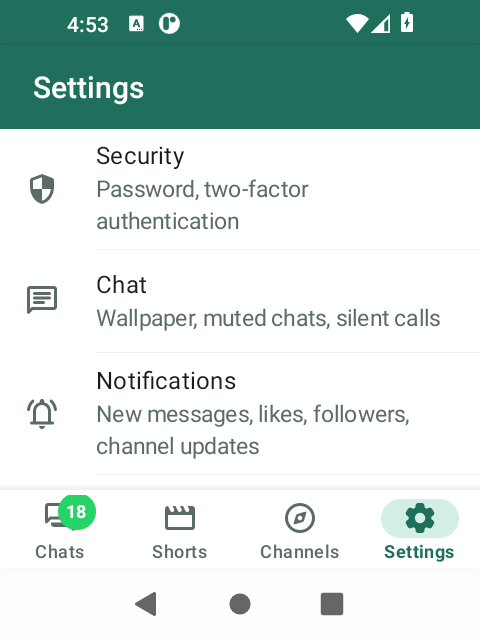 4:53
Settings
Security
Password, two-factor
authentication
Chat
Wallpaper, muted chats, silent calls
Notifications
New messages, likes, followers,
channel updates
18
Chats
Shorts
Channels
Settings